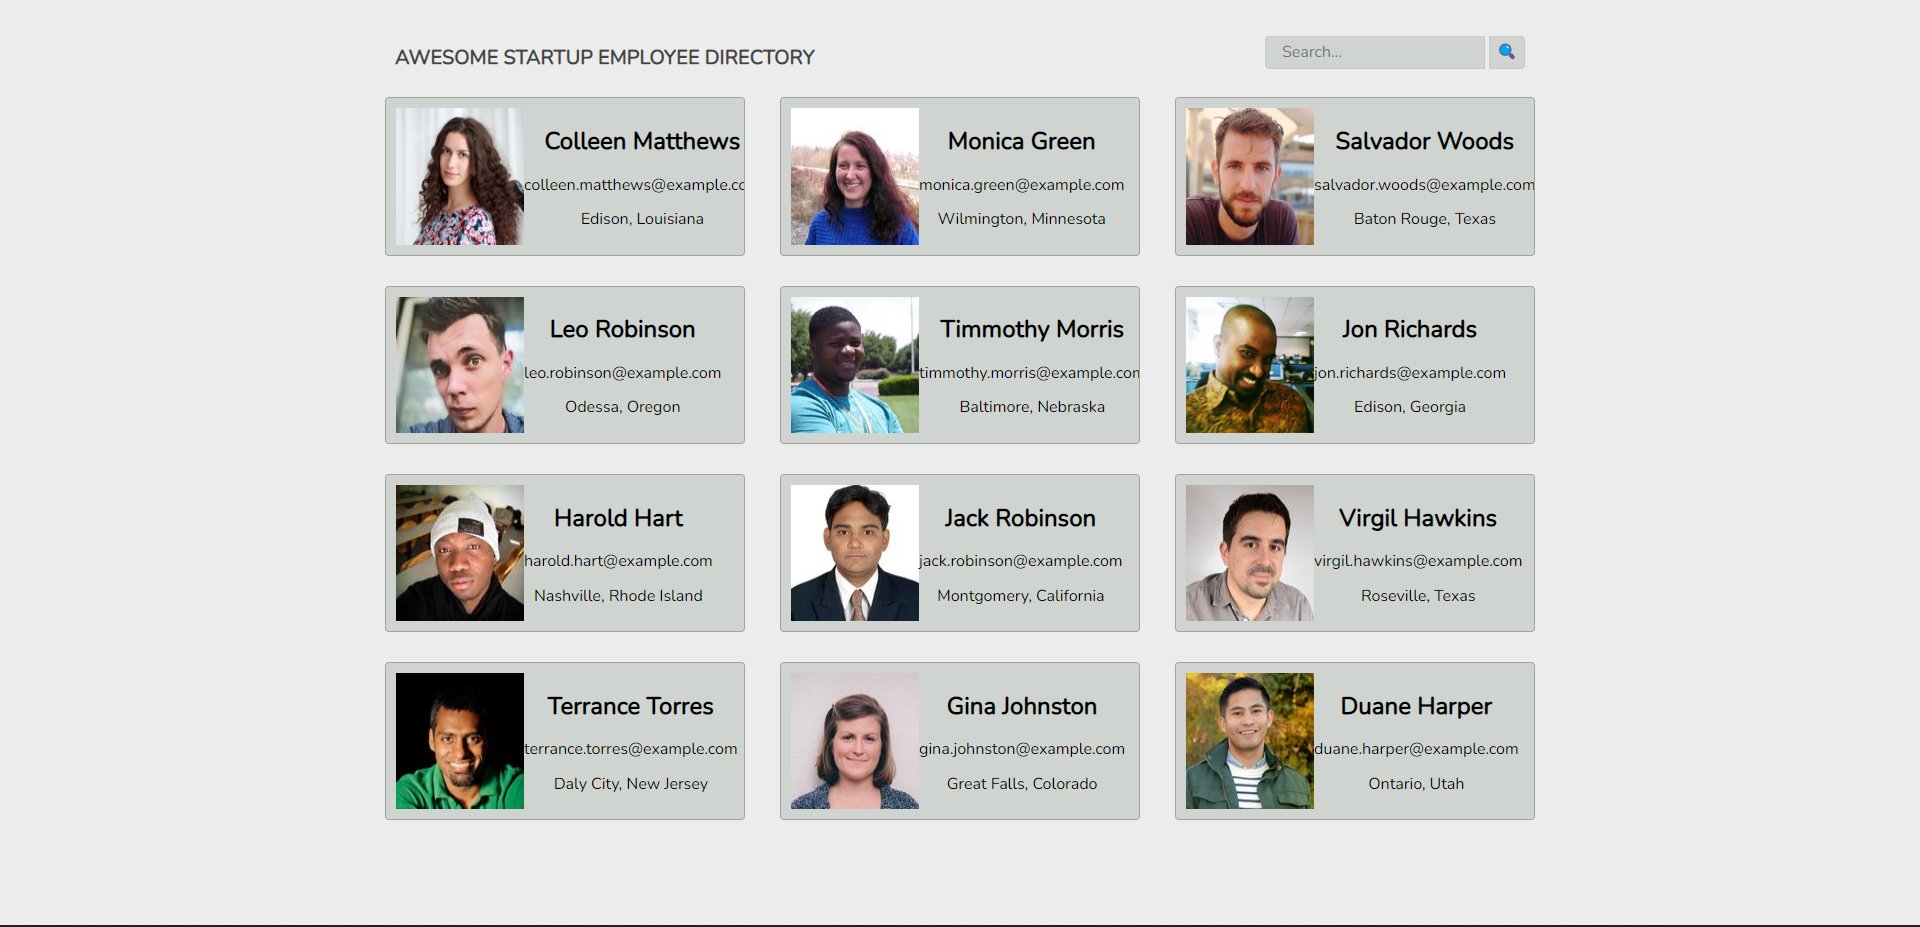 AWESOME STARTUP EMPLOYEE DIRECTORY
Search...
Colleen Matthews
colleen.matthews@example.cc
Edison, Louisiana
Monica Green
monica.green@example.com
Wilmington, Minnesota
Salvador Woods
salvador.woods@example.com
Baton Rouge, Texas
Leo Robinson
leo.robinson@example.com
Odessa, Oregon
Timmothy Morris
timmothy.morris@example.con
Baltimore, Nebraska
Jon Richards
jon.richards@example.com
Edison, Georgia
Harold Hart
harold.hart@example.com
Nashville, Rhode Island
Jack Robinson
jack.robinson@example.com
Montgomery, California
Virgil Hawkins
virgil.hawkins@example.com
Roseville, Texas
Terrance Torres
terrance.torres@example.com
Daly City, New Jersey
Gina Johnston
gina.johnston@example.com
Great Falls, Colorado
Duane Harper
duane.harper@example.com
Ontario, Utah